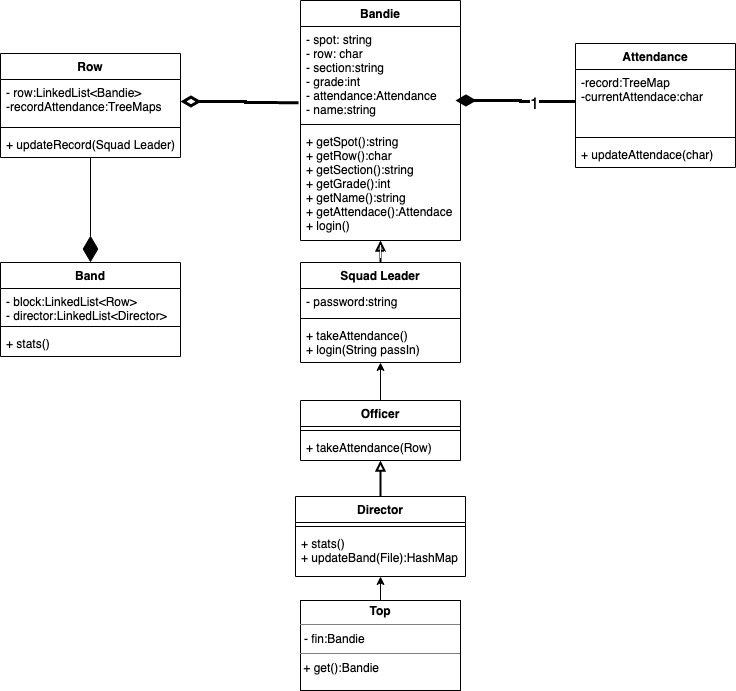 Bandie
- spot: string
- row: char
- section:string
- grade:int
- attendance:Attendance
- name:string
+ getSpot():string
+ getRow():char
+ getSection():string
+ getGrade():int
+ getName():string
+ getAttendace():Attendace
+ login()
Row
- row:LinkedList<Bandie>
-recordAttendance:TreeMaps
+ updateRecord(Squad Leader)
1
Attendance
-record:TreeMap
-currentAttendace:char
+ updateAttendace(char)
Band
- block:LinkedList<Row>
- director:LinkedList<Director>
+ stats()
Squad Leader
- password:string
+ takeAttendance()
+ login(String passIn)
Officer
+ takeAttendance(Row)
Director
+ stats()
+ updateBand(File):HashMap
Top
- fin:Bandie
+ get():Bandie